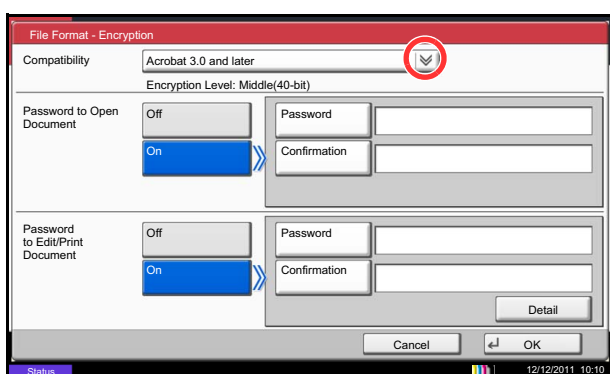 File Format - Encryption
Compatibility
Acrobat 3.0 and later
Encryption Level: Middle(40-bit)
Password to Open
Document
Off
Password
On
Confirmation
Password
to Edit/Print
Document
Off
Password
On
Confirmation
Detail
Cancel
OK
Status
12/12/2011 10:10